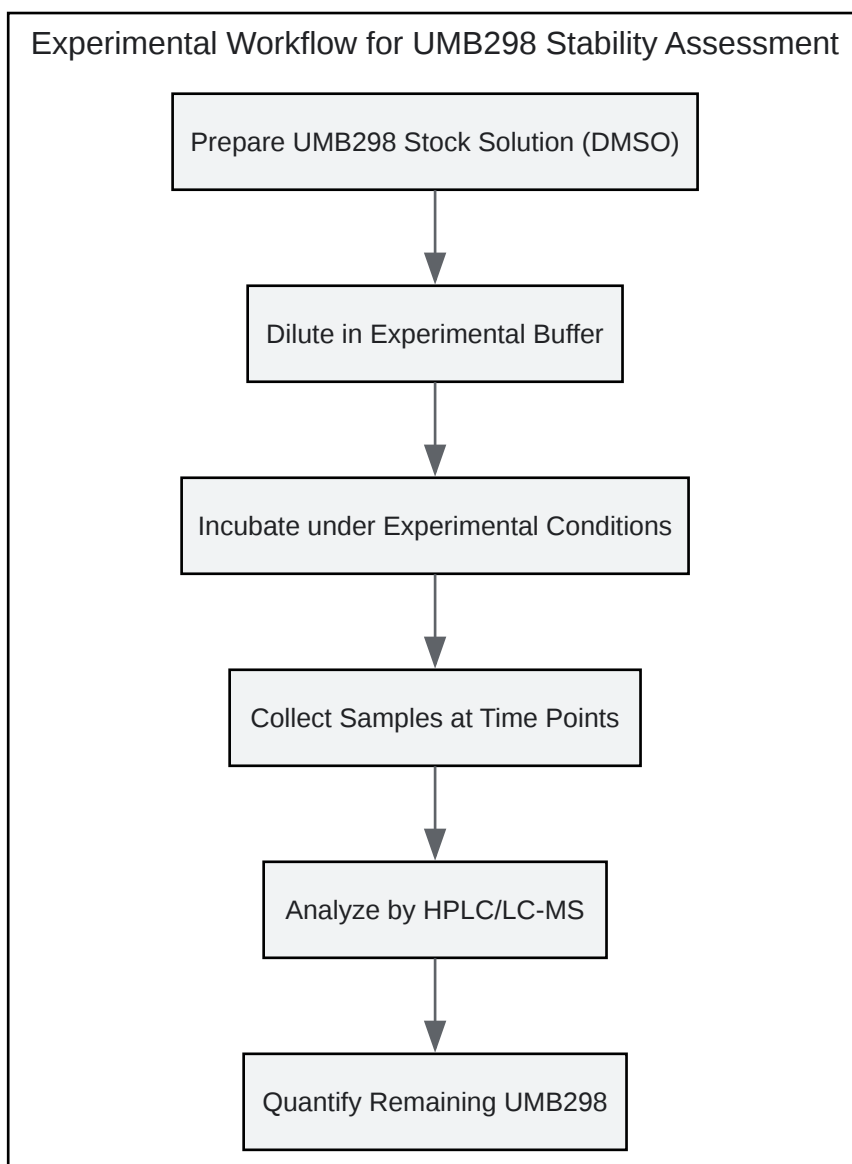 Experimental Workflow for UMB298 Stability Assessment
Prepare UMB298 Stock Solution (DMSO)
Dilute in Experimental Buffer
Incubate under Experimental Conditions
Collect Samples at Time Points
Analyze by HPLC/LC-MS
Quantify Remaining UMB298